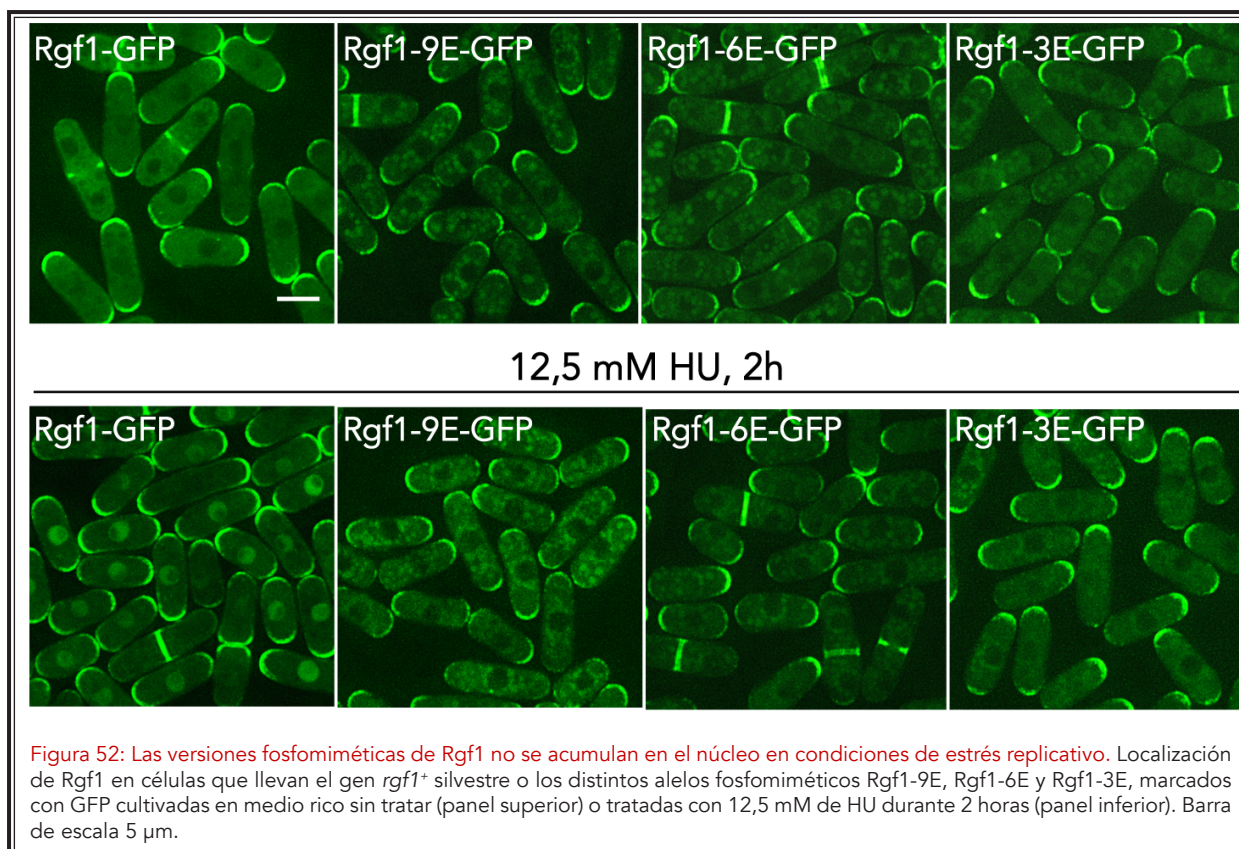 Rgf1-GFP Rgf1-9E-GFP Rgf1-6E-GFP Rgf1-3E-GFP
12,5 mM HU, 2h
Rgf1-GFP Rgf1-9E-GFP Rgf1-6E-GFP Rgf1-3E-GFP
Figura 52: Las versiones fosfomiméticas de Rgf1 no se acumulan en el núcleo en condiciones de estrés replicativo. Localización
de Rgf1 en células que llevan el gen rgf1⁺ silvestre o los distintos alelos fosfomiméticos Rgf1-9E, Rgf1-6E y Rgf1-3E, marcados
con GFP cultivadas en medio rico sin tratar (panel superior) o tratadas con 12,5 mM de HU durante 2 horas (panel inferior). Barra
de escala 5 µm.